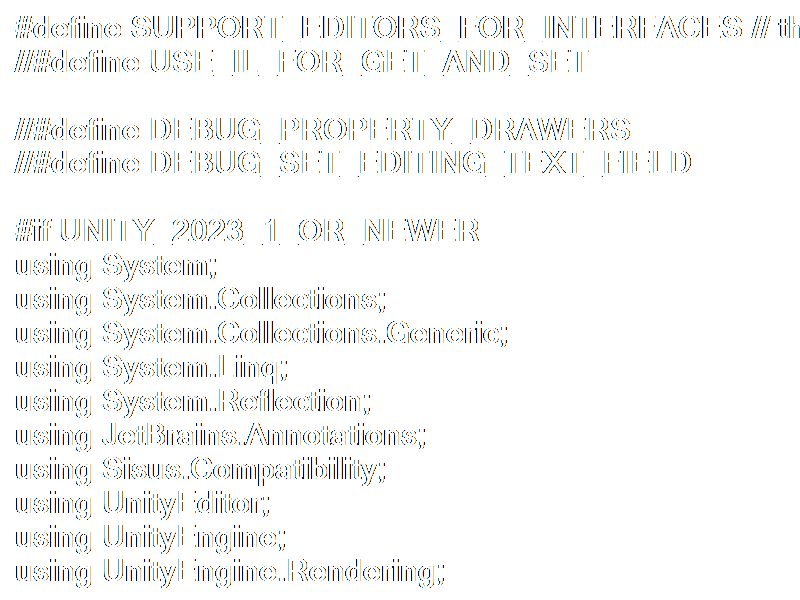 #define SUPPORT_EDITORS_FOR_INTERFACES // th
//#define USE_IL_FOR_GET_AND_SET
//#define DEBUG_PROPERTY_DRAWERS
//#define DEBUG_SET_EDITING_TEXT_FIELD
#if UNITY_2023_1_OR_NEWER
using System;
using System.Collections;
using System.Collections.Generic;
using System.Linq;
using System.Reflection;
using JetBrains.Annotations;
using Sisus.Compatibility;
using UnityEditor;
using UnityEngine;
using UnityEngine.Rendering;